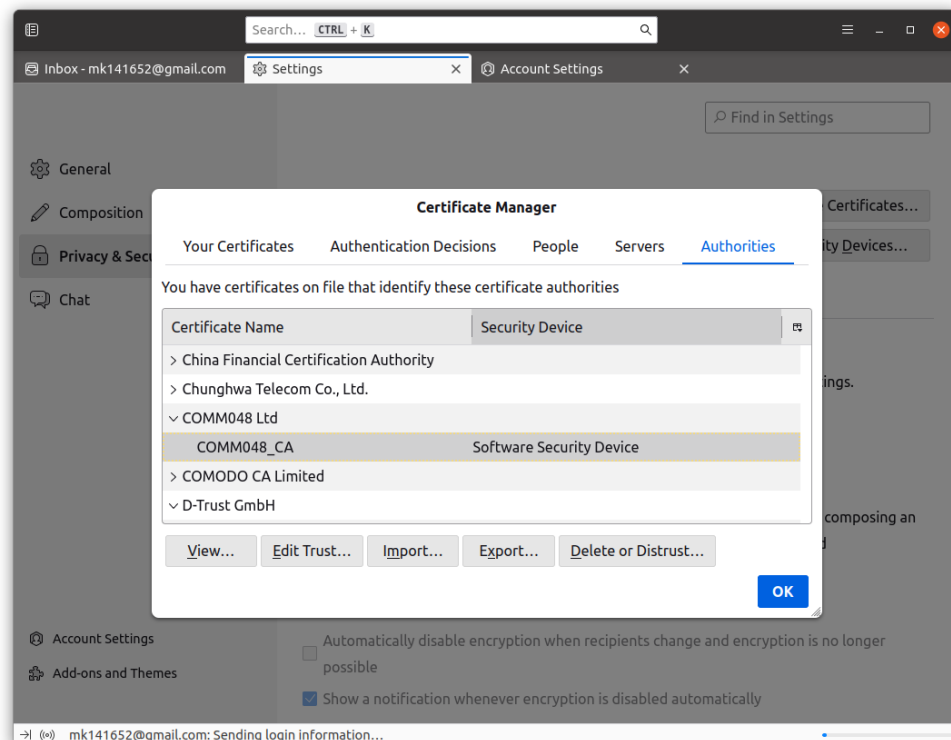 Search... CTRL + K
Inbox - mk141652@gmail.com
Settings
Account Settings
Find in Settings
General
Composition
Privacy & Secu
Chat
Certificates...
ity Devices...
ings.
composing an
Certificate Manager
Your Certificates
Authentication Decisions
People
Servers
Authorities
You have certificates on file that identify these certificate authorities
Certificate Name
Security Device
China Financial Certification Authority
Chunghwa Telecom Co., Ltd.
COMM048 Ltd
COMM048_CA
Software Security Device
COMODO CA Limited
D-Trust GmbH
View...
Edit Trust...
Import...
Export...
Delete or Distrust...
OK
Account Settings
Add-ons and Themes
Automatically disable encryption when recipients change and encryption is no longer
possible
Show a notification whenever encryption is disabled automatically
mk141652@gmail.com: Sending login information...